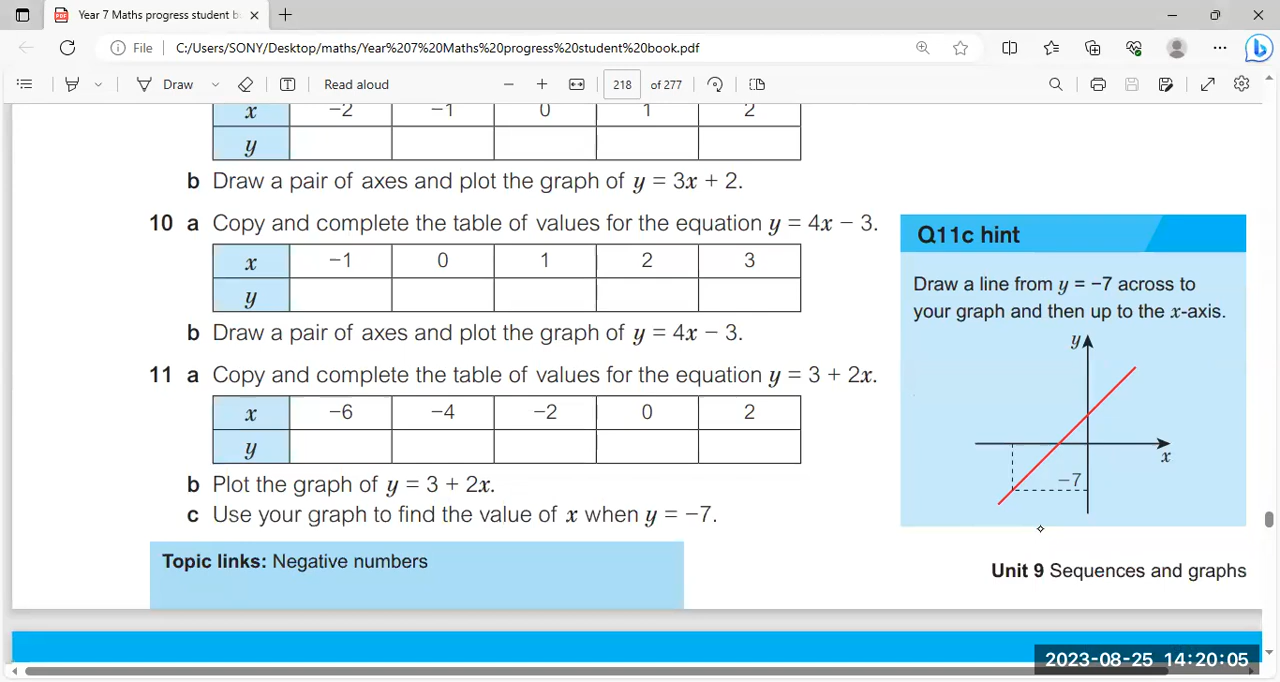 Year 7 Maths progress student b
File C:/Users/SONY/Desktop/maths/Year%207%20Maths%20progress%20student%20book.pdf
Draw Read aloud 218 of 277
x −2 −1 0 1 2
y
b Draw a pair of axes and plot the graph of y = 3x + 2.
10 a Copy and complete the table of values for the equation y = 4x − 3.
x −1 0 1 2 3
y
b Draw a pair of axes and plot the graph of y = 4x − 3.
11 a Copy and complete the table of values for the equation y = 3 + 2x.
x −6 −4 −2 0 2
y
b Plot the graph of y = 3 + 2x.
c Use your graph to find the value of x when y = −7.
Topic links: Negative numbers
Q11c hint
Draw a line from y = −7 across to
your graph and then up to the x-axis.
y
x
−7
Unit 9 Sequences and graphs
2023-08-25 14:20:05